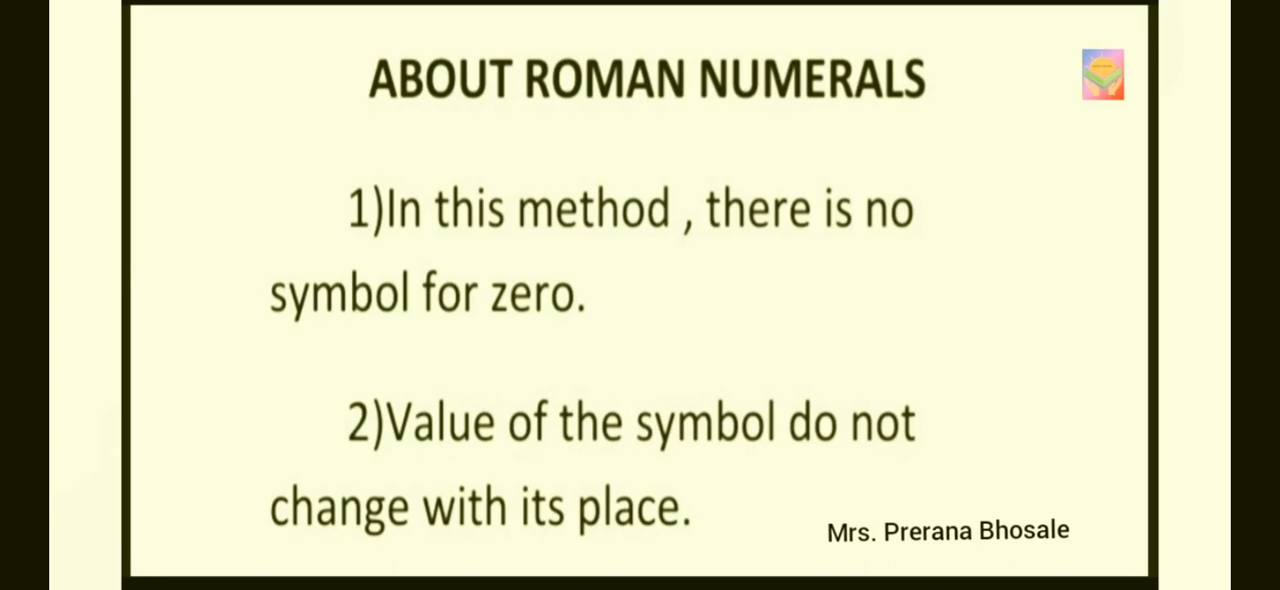 ABOUT ROMAN NUMERALS
1)In this method , there is no
symbol for zero.
2)Value of the symbol do not
change with its place.
Mrs. Prerana Bhosale